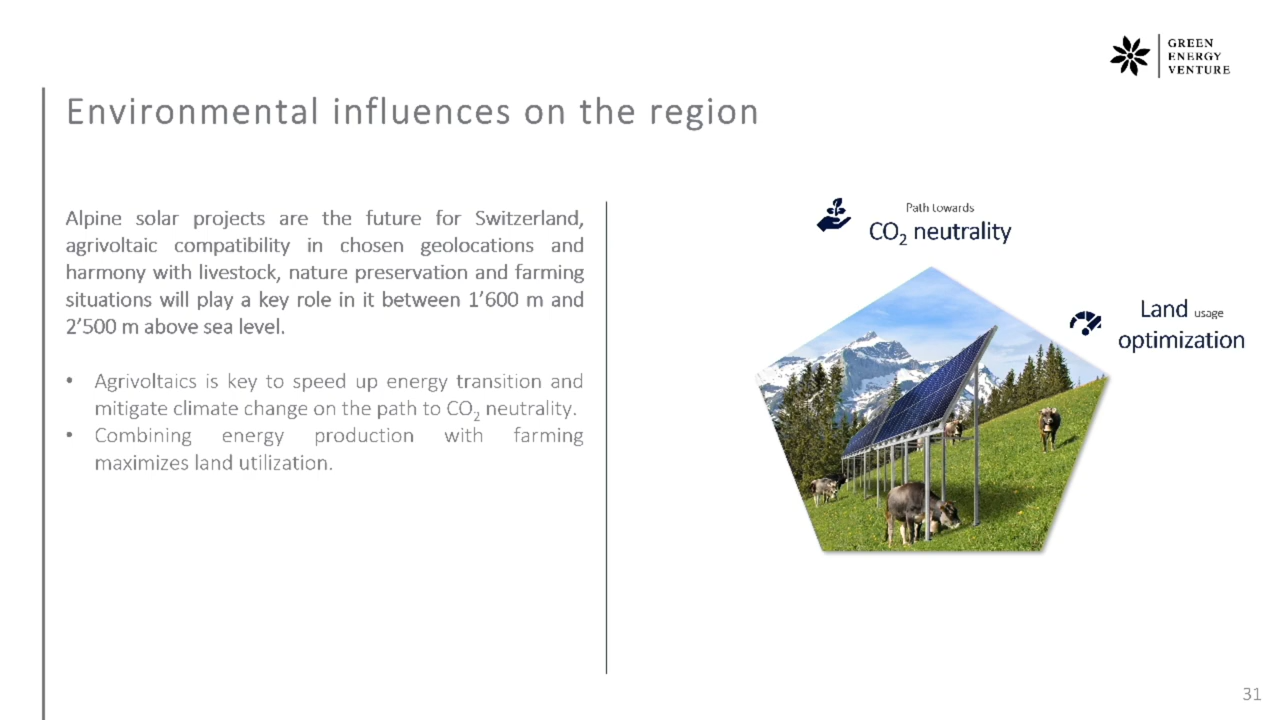 GREEN
ENERGY
VENTURE
Environmental influences on the region
Alpine solar projects are the future for Switzerland,
agrivoltaic compatibility in chosen geolocations and
harmony with livestock, nature preservation and farming
situations will play a key role in it between 1’600 m and
2’500 m above sea level.
• Agrivoltaics is key to speed up energy transition and
mitigate climate change on the path to CO₂ neutrality.
• Combining energy production with farming
maximizes land utilization.
Path towards
CO₂ neutrality
Land usage
optimization
31